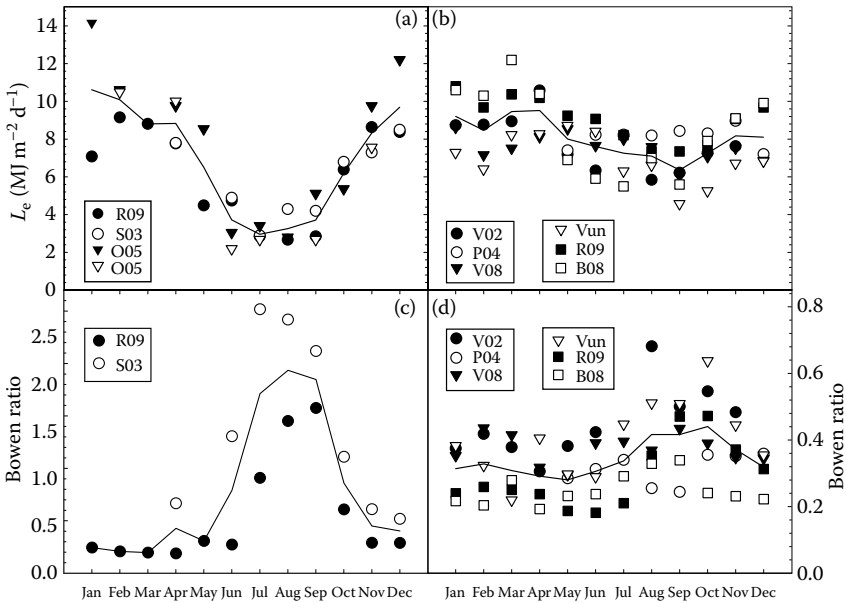 (a)
(b)
14
12
10
8
6
4
2
0
Le (MJ m−2 d−1)
R09
S03
O05
O05
V02
P04
V08
Vun
R09
B08
(c)
(d)
2.5
2.0
1.5
1.0
0.5
0.0
Bowen ratio
R09
S03
V02
P04
V08
Vun
R09
B08
0.8
0.6
0.4
0.2
0.0
Bowen ratio
Jan Feb Mar Apr May Jun Jul Aug Sep Oct Nov Dec
Jan Feb Mar Apr May Jun Jul Aug Sep Oct Nov Dec